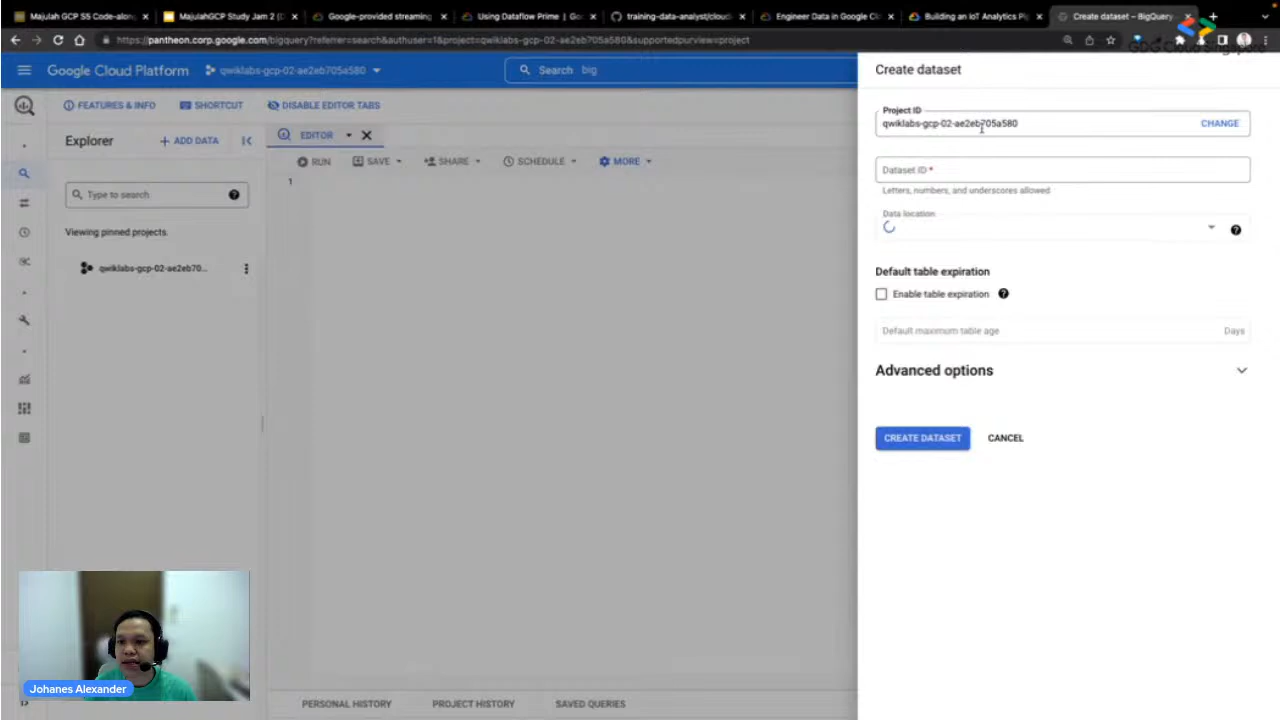 MajulahGCP S5 Code-along
MajulahGCP Study Jam 2 (
Google-provided streaming
Using Dataflow Prime | Go
training-data-analyst/cloud
Engineer Data in Google Cl
Building an IoT Analytics Pi
Create dataset – BigQuery
https://pantheon.corp.google.com/bigquery?referrer=search&authuser=1&project=qwiklabs-gcp-02-ae2eb705a580&supportedpurview=project
Google Cloud Platform
qwiklabs-gcp-02-ae2eb705a580
Search big
Create dataset
FEATURES & INFO
SHORTCUT
DISABLE EDITOR TABS
Project ID
qwiklabs-gcp-02-ae2eb705a580
CHANGE
Explorer
+ ADD DATA
EDITOR
RUN
SAVE
SHARE
SCHEDULE
MORE
Dataset ID *
Letters, numbers, and underscores allowed
1
Type to search
Data location
Viewing pinned projects.
qwiklabs-gcp-02-ae2eb70...
Default table expiration
Enable table expiration
Default maximum table age
Days
Advanced options
CREATE DATASET
CANCEL
Johanes Alexander
PERSONAL HISTORY
PROJECT HISTORY
SAVED QUERIES